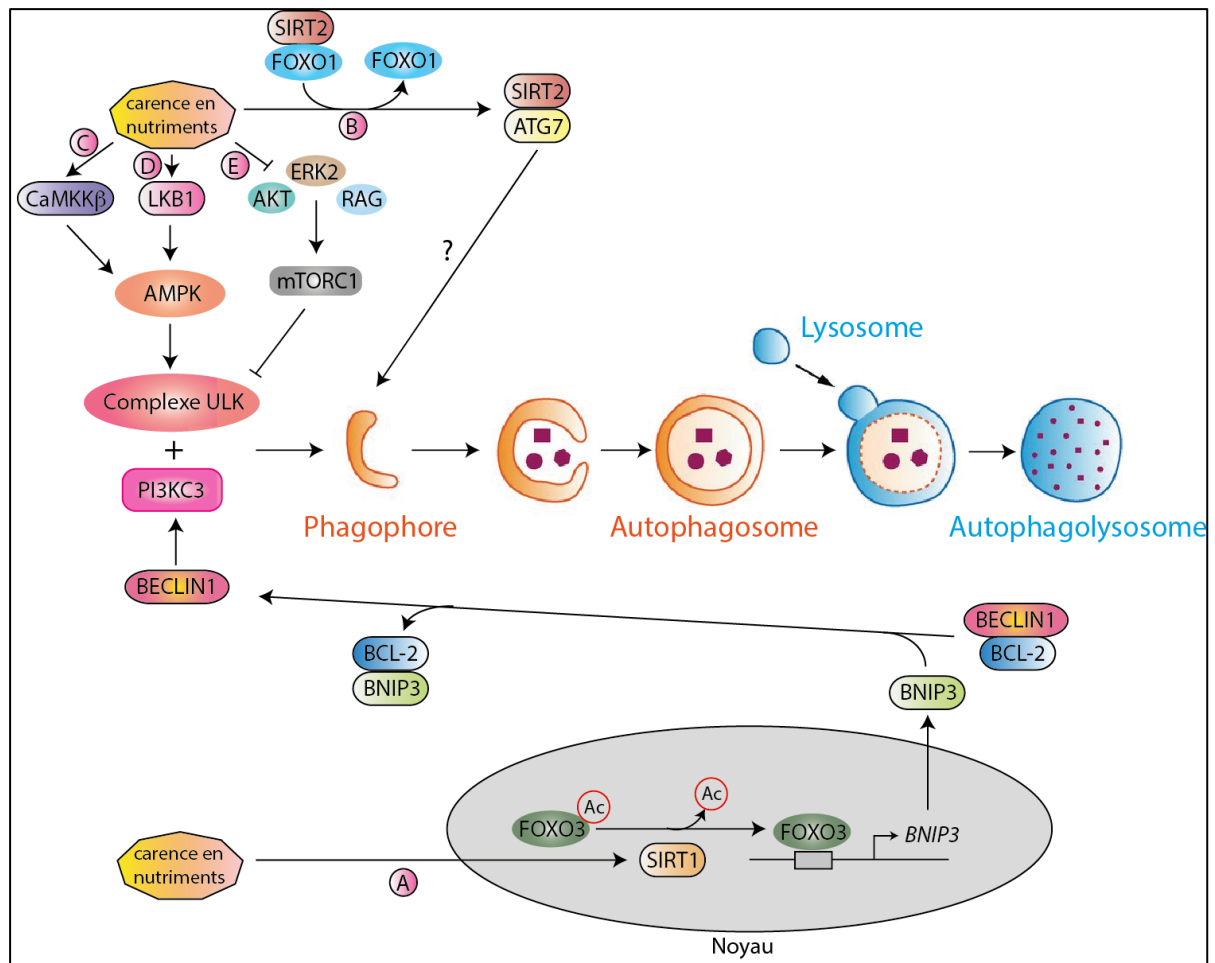 SIRT2
FOXO1
FOXO1
carence en
nutriments
SIRT2
ATG7
B
C
D
E
ERK2
AKT
RAG
CaMKKβ
LKB1
?
AMPK
mTORC1
Lysosome
Complexe ULK
+
PI3KC3
Phagophore
Autophagosome
Autophagolysosome
BECLIN1
BECLIN1
BCL-2
BCL-2
BNIP3
BNIP3
Ac
Ac
FOXO3
FOXO3
BNIP3
carence en
nutriments
SIRT1
A
Noyau